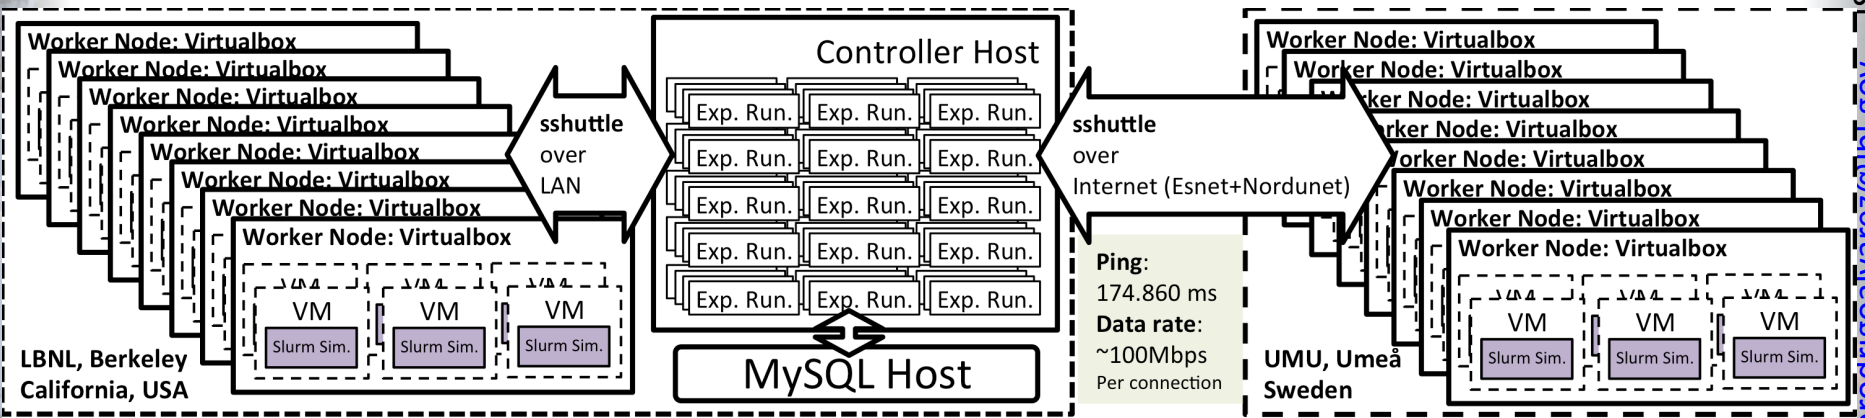 Worker Node: Virtualbox
Worker Node: Virtualbox
Worker Node: Virtualbox
Worker Node: Virtualbox
Worker Node: Virtualbox
Worker Node: Virtualbox
Worker Node: Virtualbox
Worker Node: Virtualbox
VM VM VM
VM VM VM
Slurm Sim. Slurm Sim. Slurm Sim.
LBNL, Berkeley
California, USA
sshuttle
over
LAN
Controller Host
Exp. Run. Exp. Run. Exp. Run.
Exp. Run. Exp. Run. Exp. Run.
Exp. Run. Exp. Run. Exp. Run.
Exp. Run. Exp. Run. Exp. Run.
Exp. Run. Exp. Run. Exp. Run.
MySQL Host
sshuttle
over
Internet (Esnet+Nordunet)
Ping:
174.860 ms
Data rate:
~100Mbps
Per connection
Worker Node: Virtualbox
Worker Node: Virtualbox
Node: Virtualbox
Node: Virtualbox
Node: Virtualbox
Worker Node: Virtualbox
Worker Node: Virtualbox
Worker Node: Virtualbox
VM VM VM
VM VM VM
Slurm Sim. Slurm Sim. Slurm Sim.
UMU, Umeå
Sweden